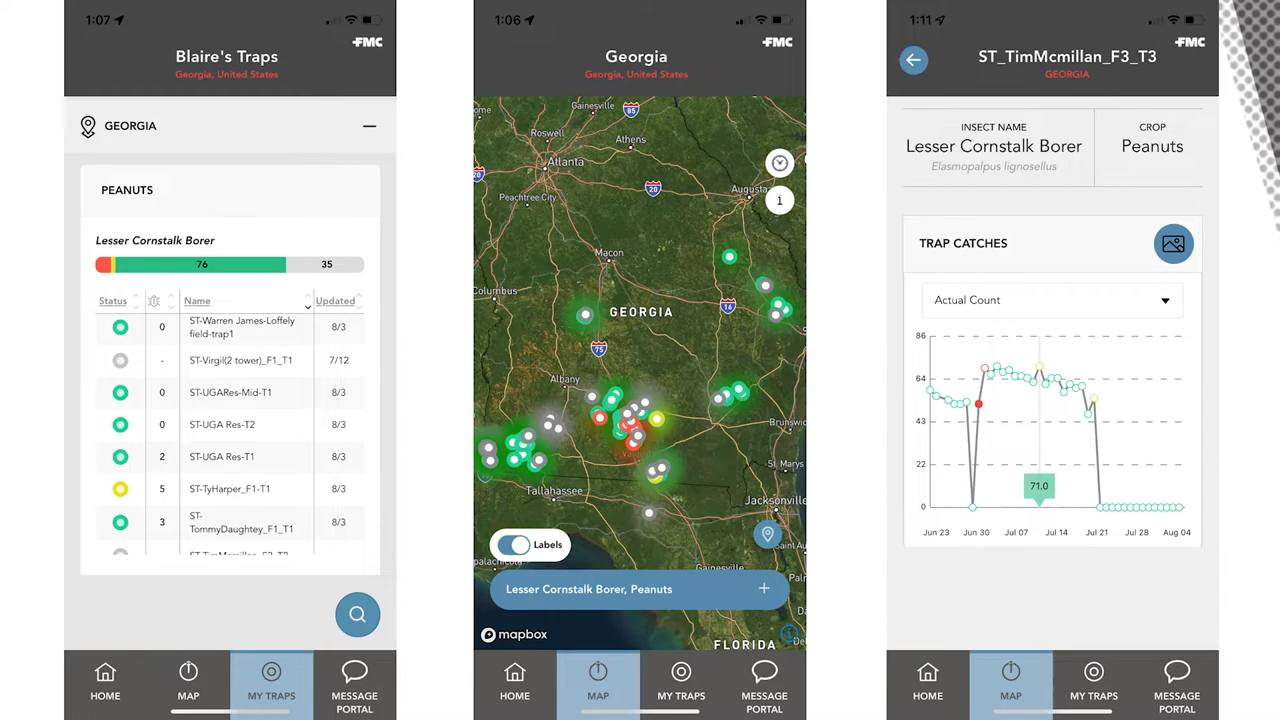 1:07
FMC
Blaire's Traps
Georgia, United States
GEORGIA
PEANUTS
Lesser Cornstalk Borer
76
35
Status
Name
Updated
0
ST-Warren James-Loffely
field-trap1
8/3
-
ST-Virgil(2 tower)_F1_T1
7/12
0
ST-UGARes-Mid-T1
8/3
0
ST-UGA Res-T2
8/3
2
ST-UGA Res-T1
8/3
5
ST-TyHarper_F1-T1
8/3
3
ST-
TommyDaughtey_F1_T1
8/3
HOME
MAP
MY TRAPS
MESSAGE
PORTAL
1:06
FMC
Georgia
Georgia, United States
Gainesville
85
Roswell
Athens
Atlanta
20
20
Augusta
Peachtree City
i
Macon
Columbus
16
GEORGIA
75
Albany
Brunswick
St. Marys
Tallahassee
Jacksonville
Labels
Gainesville
Lesser Cornstalk Borer, Peanuts
+
mapbox
FLORIDA
HOME
MAP
MY TRAPS
MESSAGE
PORTAL
1:11
FMC
ST_TimMcmillan_F3_T3
GEORGIA
INSECT NAME
Lesser Cornstalk Borer
Elasmopalpus lignosellus
CROP
Peanuts
TRAP CATCHES
Actual Count
86
64
43
22
0
71.0
Jun 23
Jun 30
Jul 07
Jul 14
Jul 21
Jul 28
Aug 04
HOME
MAP
MY TRAPS
MESSAGE
PORTAL